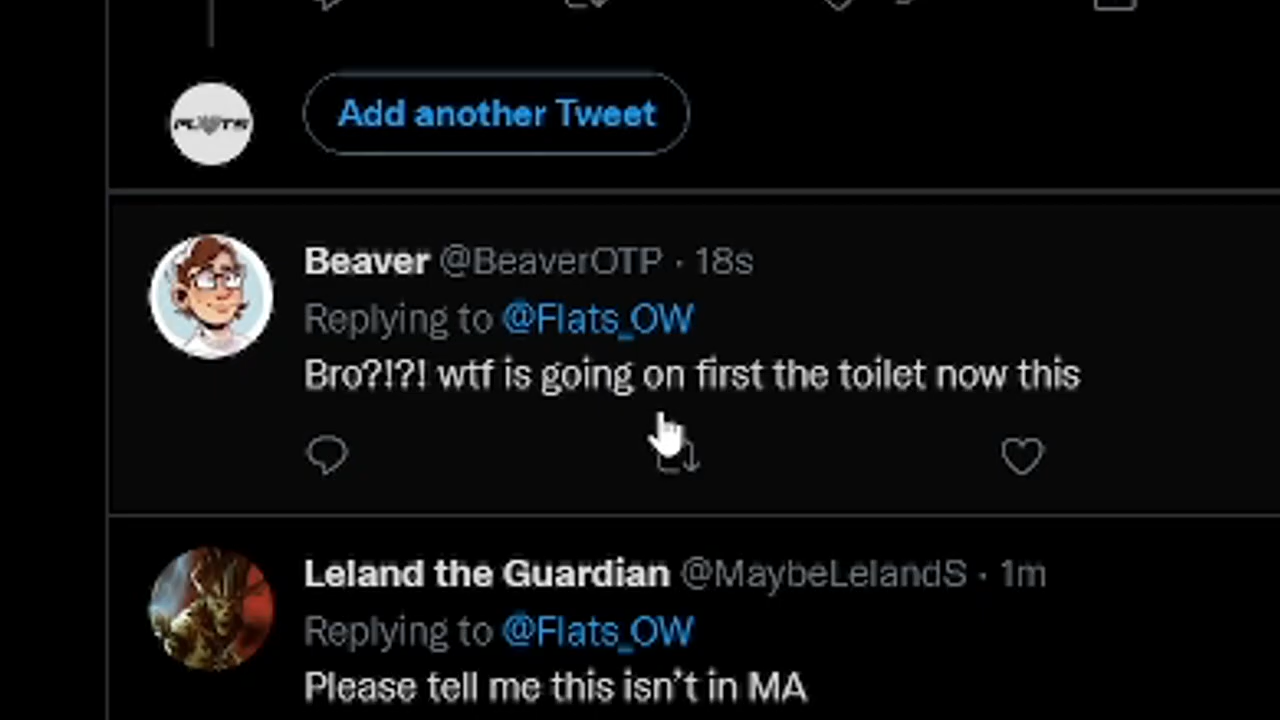 Add another Tweet
Beaver @BeaverOTP · 18s
Replying to @Flats_OW
Bro?!?! wtf is going on first the toilet now this
Leland the Guardian @MaybeLelandS · 1m
Replying to @Flats_OW
Please tell me this isn't in MA